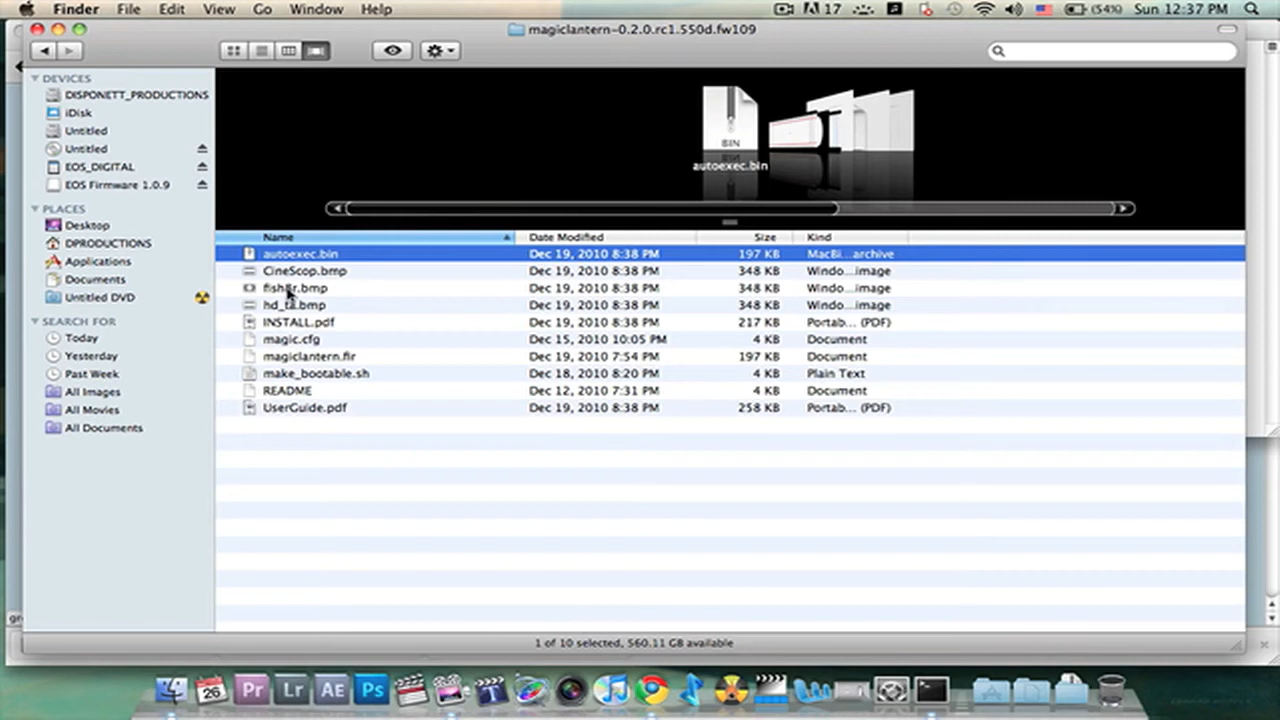 Finder File Edit View Go Window Help 17 (54%) Sun 12:37 PM
magiclantern-0.2.0.rc1.550d.fw109
DEVICES
DISPONETT_PRODUCTIONS
iDisk
Untitled
Untitled
EOS_DIGITAL
EOS Firmware 1.0.9
PLACES
Desktop
DPRODUCTIONS
Applications
Documents
Untitled DVD
SEARCH FOR
Today
Yesterday
Past Week
All Images
All Movies
All Documents
BIN
autoexec.bin
Name Date Modified Size Kind
autoexec.bin Dec 19, 2010 8:38 PM 197 KB MacBi...archive
CineScop.bmp Dec 19, 2010 8:38 PM 348 KB Windo...image
Dec 19, 2010 8:38 PM 348 KB Windo...image
Dec 19, 2010 8:38 PM 348 KB Windo...image
INSTALL.pdf Dec 19, 2010 8:38 PM 217 KB Portab... (PDF)
magic.cfg Dec 15, 2010 10:05 PM 4 KB Document
magiclantern.fir Dec 19, 2010 7:54 PM 197 KB Document
make_bootable.sh Dec 18, 2010 8:20 PM 4 KB Plain Text
README Dec 12, 2010 7:31 PM 4 KB Document
UserGuide.pdf Dec 19, 2010 8:38 PM 258 KB Portab... (PDF)
1 of 10 selected, 560.11 GB available
26 Pr Lr AE Ps T